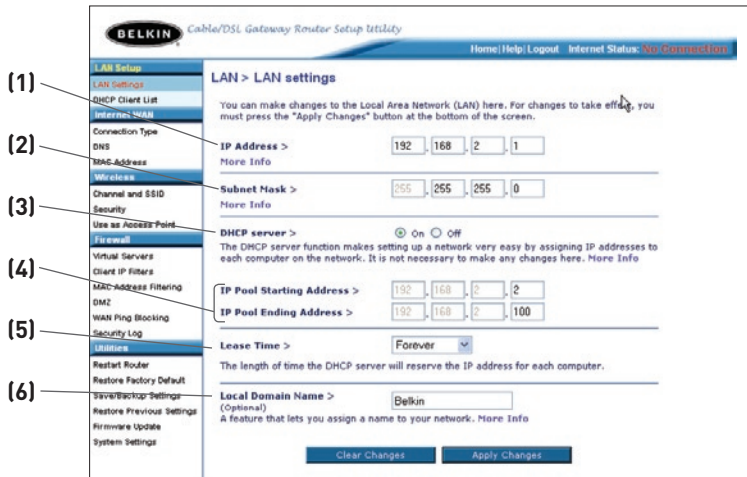 BELKIN Cable/DSL Gateway Router Setup Utility
Home|Help|Logout Internet Status: No Connection
LAN Setup
LAN Settings
DHCP Client List
Internet WAN
Connection Type
DNS
MAC Address
Wireless
Channel and SSID
Security
Use as Access Point
Firewall
Virtual Servers
Client IP Filters
MAC Address Filtering
DMZ
WAN Ping Blocking
Security Log
Utilities
Restart Router
Restore Factory Default
Save/Backup Settings
Restore Previous Settings
Firmware Update
System Settings
LAN > LAN settings
You can make changes to the Local Area Network (LAN) here. For changes to take effect, you
must press the "Apply Changes" button at the bottom of the screen.
(1)
IP Address > 192 . 168 . 2 . 1
More Info
(2)
Subnet Mask > 255 . 255 . 255 . 0
More Info
(3)
DHCP server > On Off
The DHCP server function makes setting up a network very easy by assigning IP addresses to
each computer on the network. It is not necessary to make any changes here. More Info
(4)
IP Pool Starting Address > 192 . 168 . 2 . 2
IP Pool Ending Address > 192 . 168 . 2 . 100
(5)
Lease Time > Forever
The length of time the DHCP server will reserve the IP address for each computer.
(6)
Local Domain Name > Belkin
(Optional)
A feature that lets you assign a name to your network. More Info
Clear Changes Apply Changes